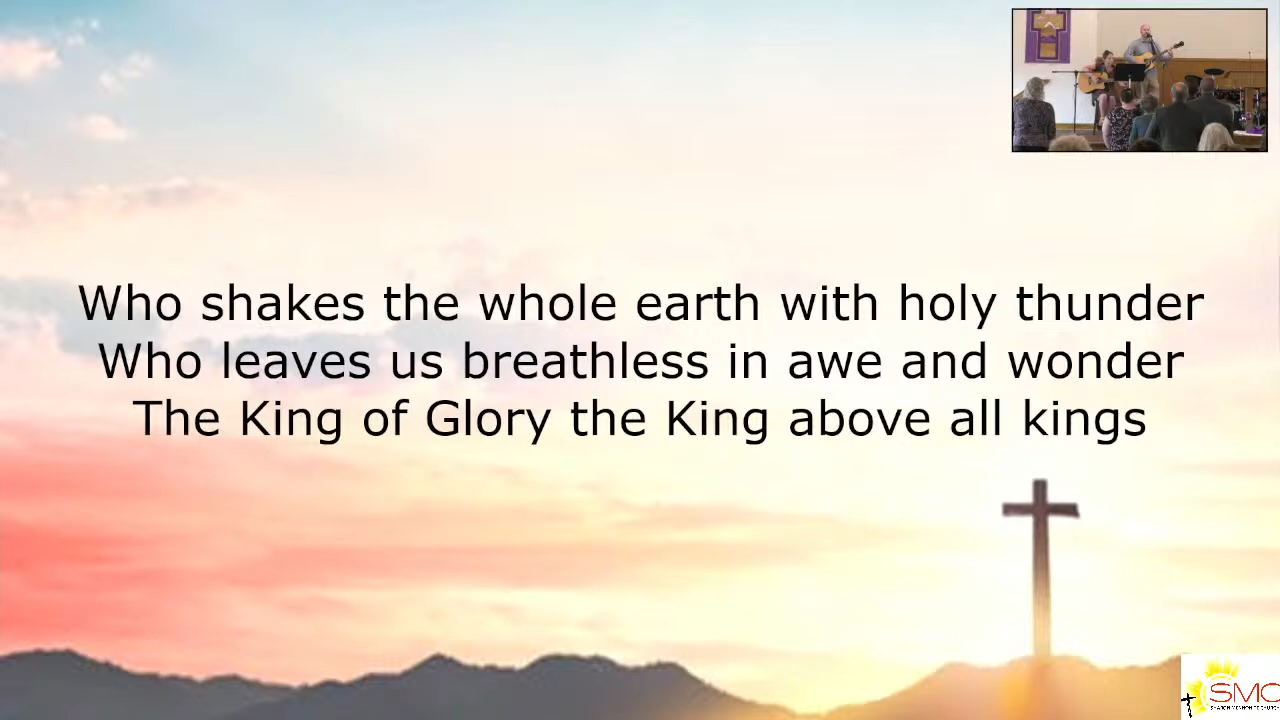 Who shakes the whole earth with holy thunder
Who leaves us breathless in awe and wonder
The King of Glory the King above all kings
SMC